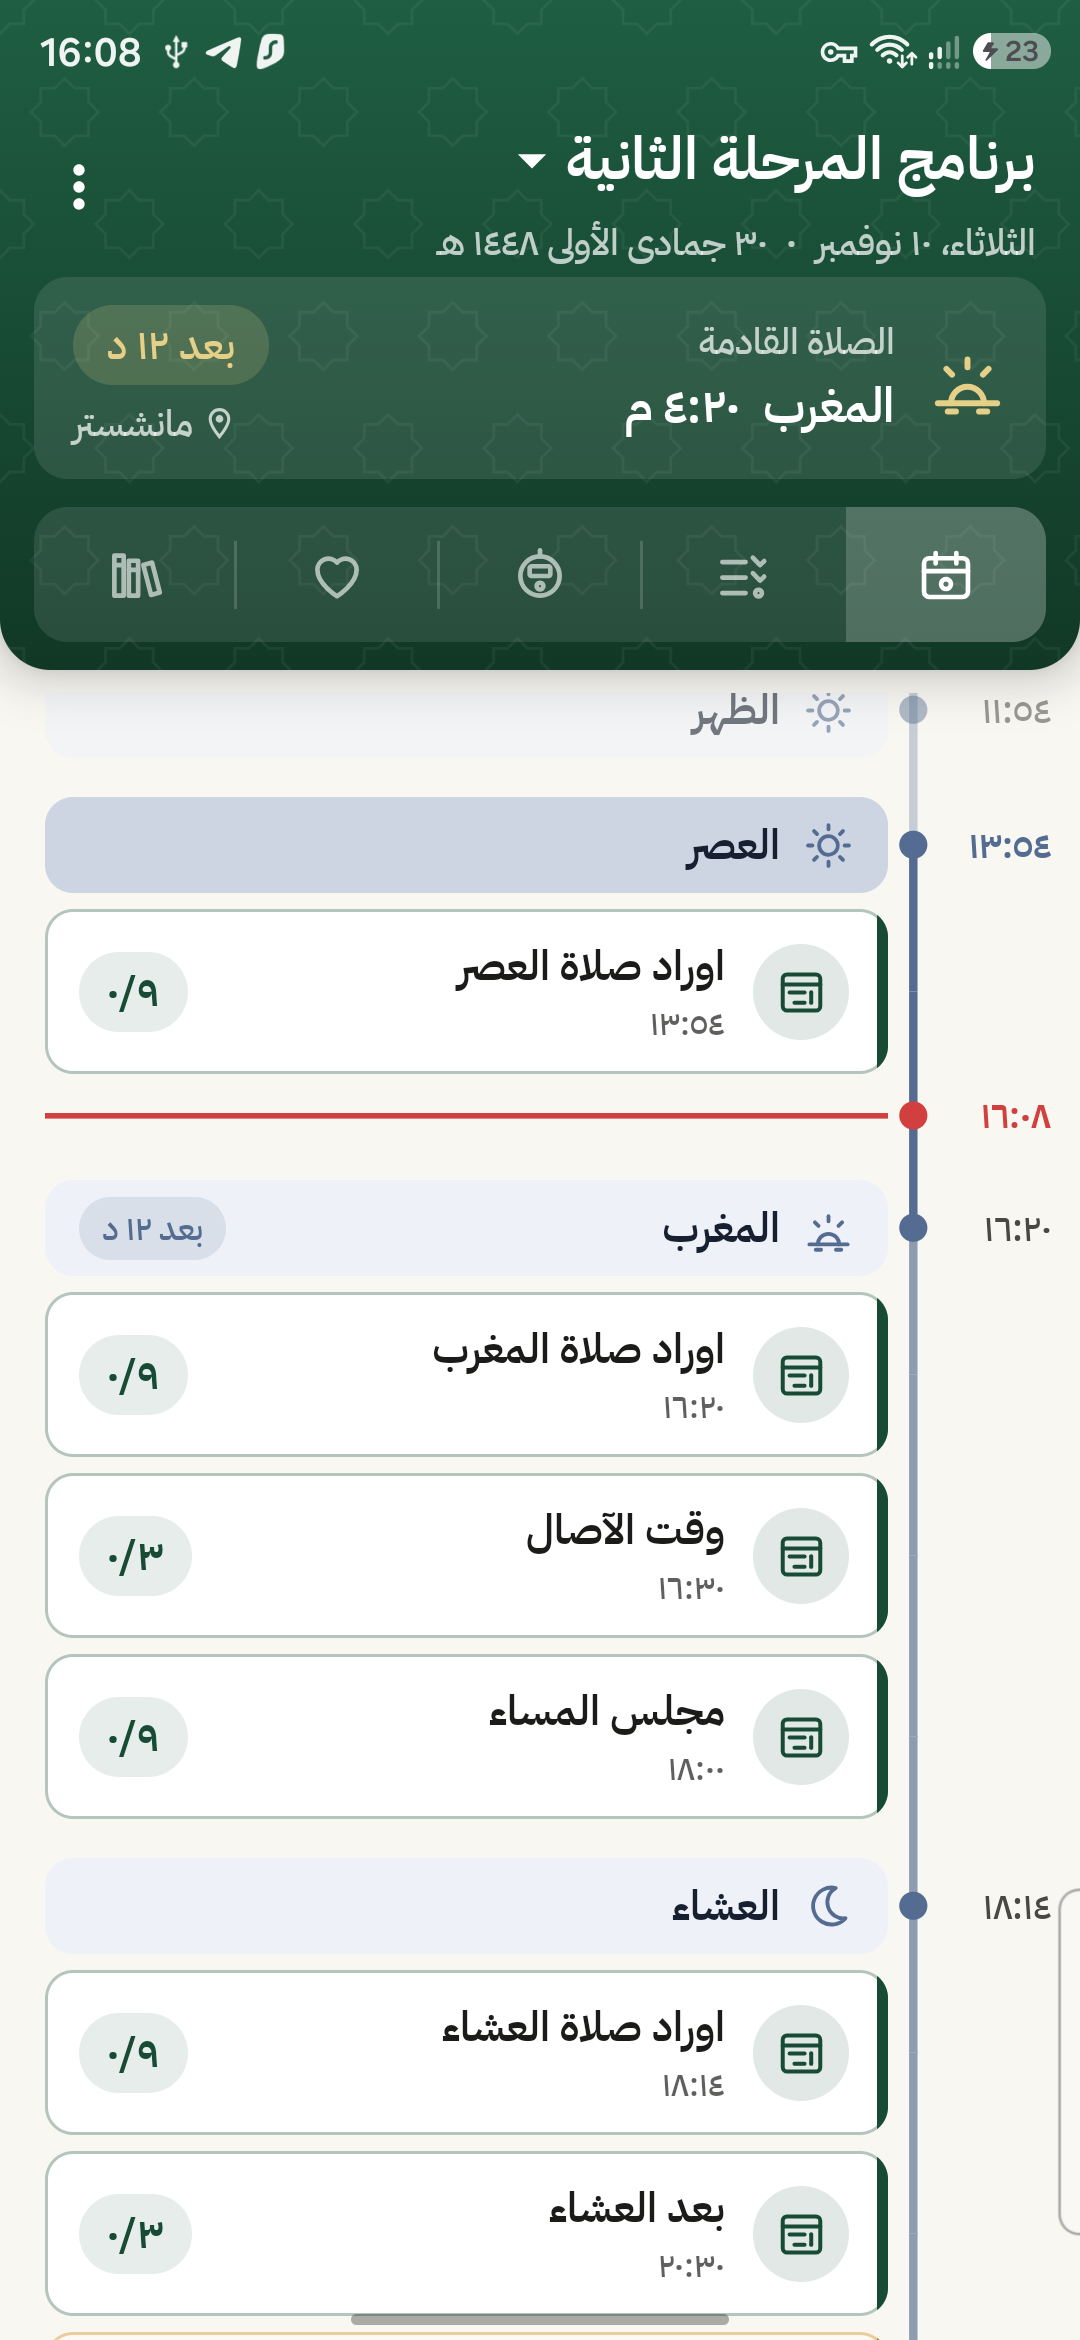 16:08
23
برنامج المرحلة الثانية
الثلاثاء، ١٠ نوفمبر · ٣٠ جمادى الأولى ١٤٤٨ هـ
الصلاة القادمة
بعد ١٢ د
المغرب ٤:٢٠ م
مانشستر
١١:٥٤
الظهر
١٣:٥٤
العصر
اوراد صلاة العصر
١٣:٥٤
٠/٩
١٦:٠٨
١٦:٢٠
المغرب
بعد ١٢ د
اوراد صلاة المغرب
١٦:٢٠
٠/٩
وقت الآصال
١٦:٣٠
٠/٣
مجلس المساء
١٨:٠٠
٠/٩
١٨:١٤
العشاء
اوراد صلاة العشاء
١٨:١٤
٠/٩
بعد العشاء
٢٠:٣٠
٠/٣